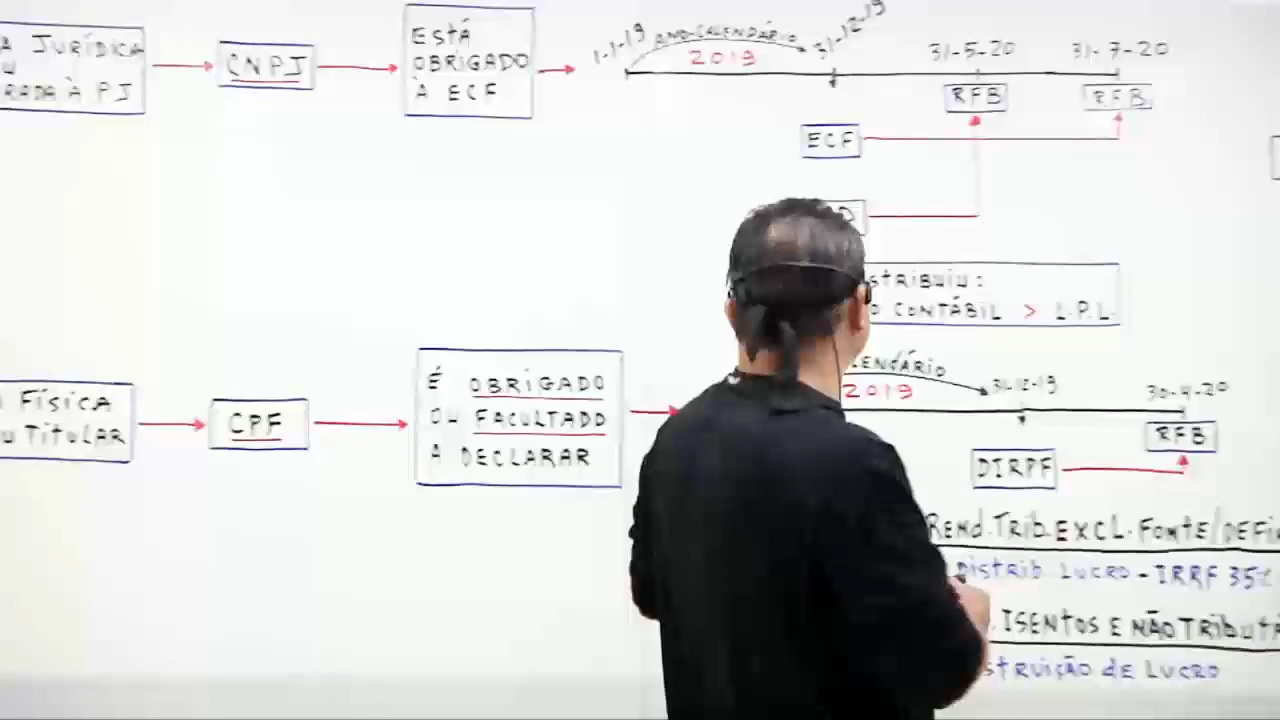 A JURÍDICA
U
RADA À PJ
CNPJ
ESTÁ
OBRIGADO
À ECF
1-1-19
ANO-CALENDÁRIO
2019
31-12-19
31-5-20
31-7-20
RFB
RFB
ECF
D
STRIBUIU:
O CONTÁBIL > L.P.L.
FÍSICA
U TITULAR
CPF
É OBRIGADO
OU FACULTADO
A DECLARAR
ENDÁRIO
2019
31-12-19
30-4-20
RFB
DIRPF
REND.TRIB.EXCL.FONTE/DEFI
DISTRIB. LUCRO - IRRF 35%
. ISENTOS E NÃO TRIBUTÁ
STRUIÇÃO DE LUCRO